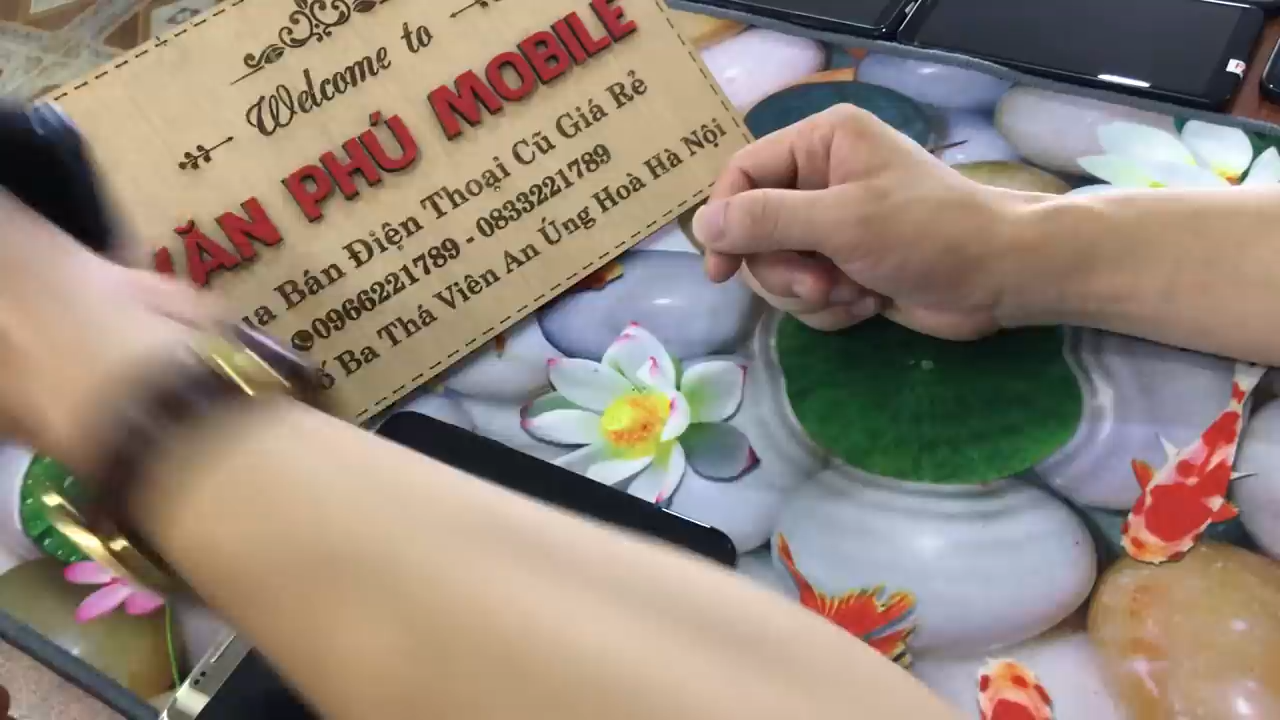 Welcome to
VĂN PHÚ MOBILE
Bán Điện Thoại Cũ Giá Rẻ
0966221789 - 0833221789
Ba Thá Viên An Ứng Hoà Hà Nội